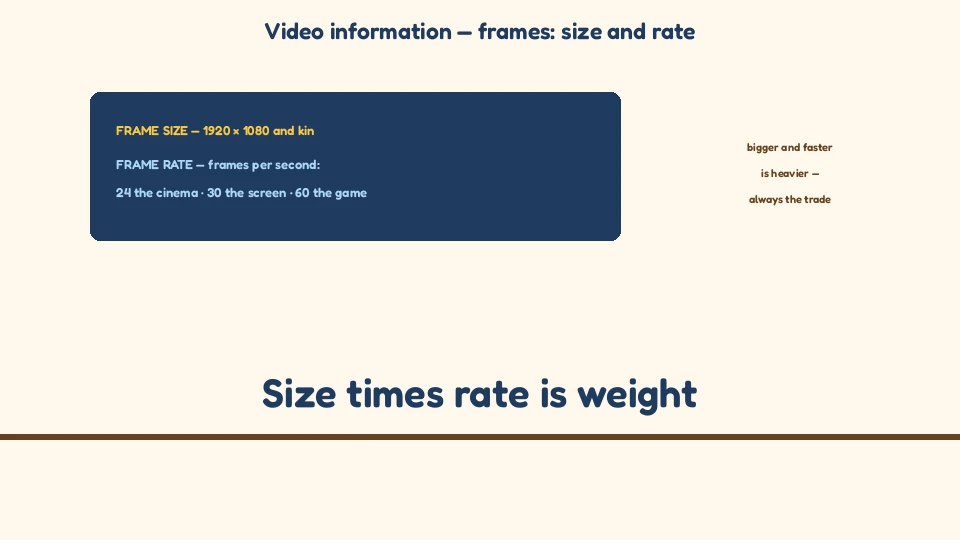 Video information — frames: size and rate
FRAME SIZE — 1920 × 1080 and kin
FRAME RATE — frames per second:
24 the cinema · 30 the screen · 60 the game
bigger and faster
is heavier —
always the trade
Size times rate is weight